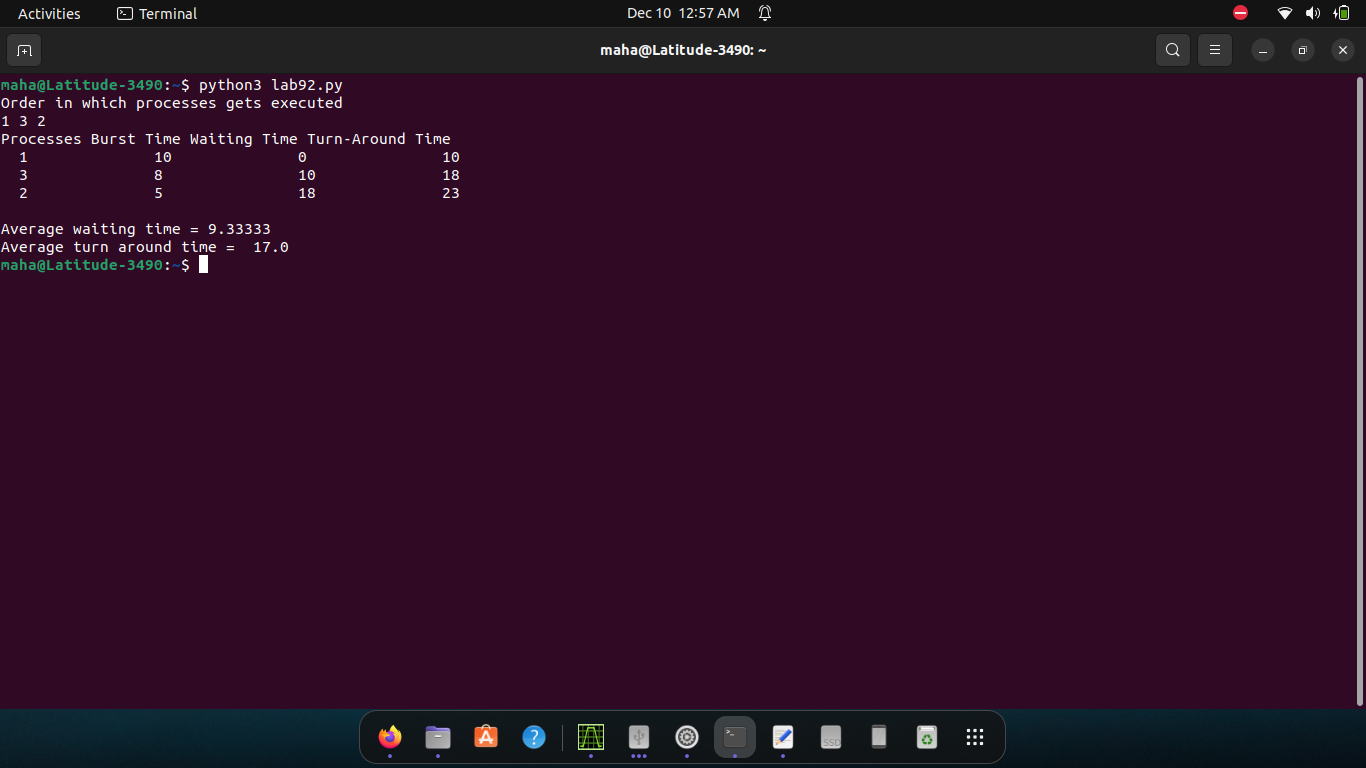 Activities Terminal Dec 10 12:57 AM
maha@Latitude-3490: ~
maha@Latitude-3490:~$ python3 lab92.py
Order in which processes gets executed
1 3 2
Processes Burst Time Waiting Time Turn-Around Time
1 10 0 10
3 8 10 18
2 5 18 23
Average waiting time = 9.33333
Average turn around time =  17.0
maha@Latitude-3490:~$
SSD